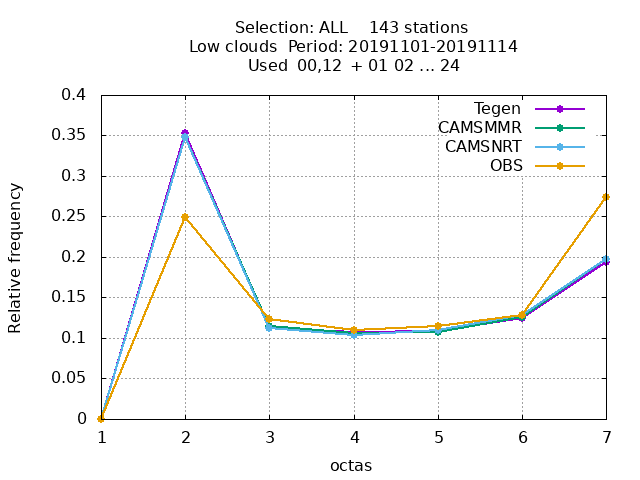 Selection: ALL    143 stations
Low clouds  Period: 20191101-20191114
Used  00,12  + 01 02 ... 24
0.4
0.35
0.3
0.25
0.2
0.15
0.1
0.05
0
Relative frequency
Tegen
CAMSMMR
CAMSNRT
OBS
1 2 3 4 5 6 7
octas